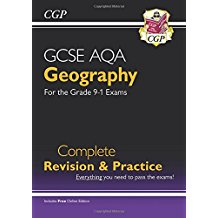 CGP
GCSE AQA
Geography
For the Grade 9-1 Exams
CGP
Complete
Revision & Practice
Everything you need to pass the exams!
Includes Free Online Edition